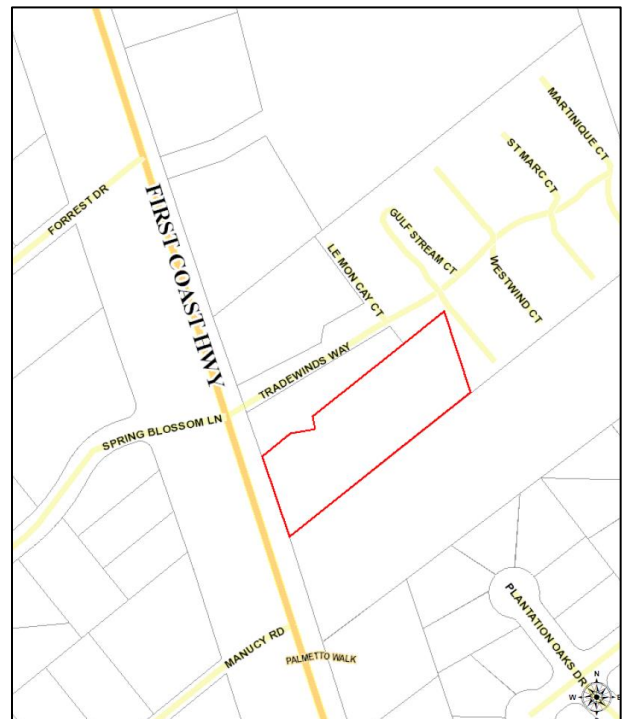 MARTINIQUE CT
ST MARC CT
FORREST DR
FIRST COAST HWY
GULF STREAM CT
LE MON CAY CT
WESTWIND CT
TRADEWINDS WAY
SPRING BLOSSOM LN
PLANTATION OAKS DR
MANUCY RD
PALMETTO WALK
N
W
E